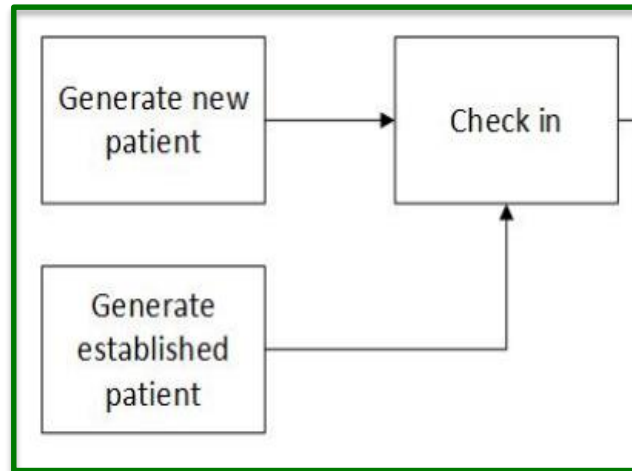 Generate new
patient
Check in
Generate
established
patient